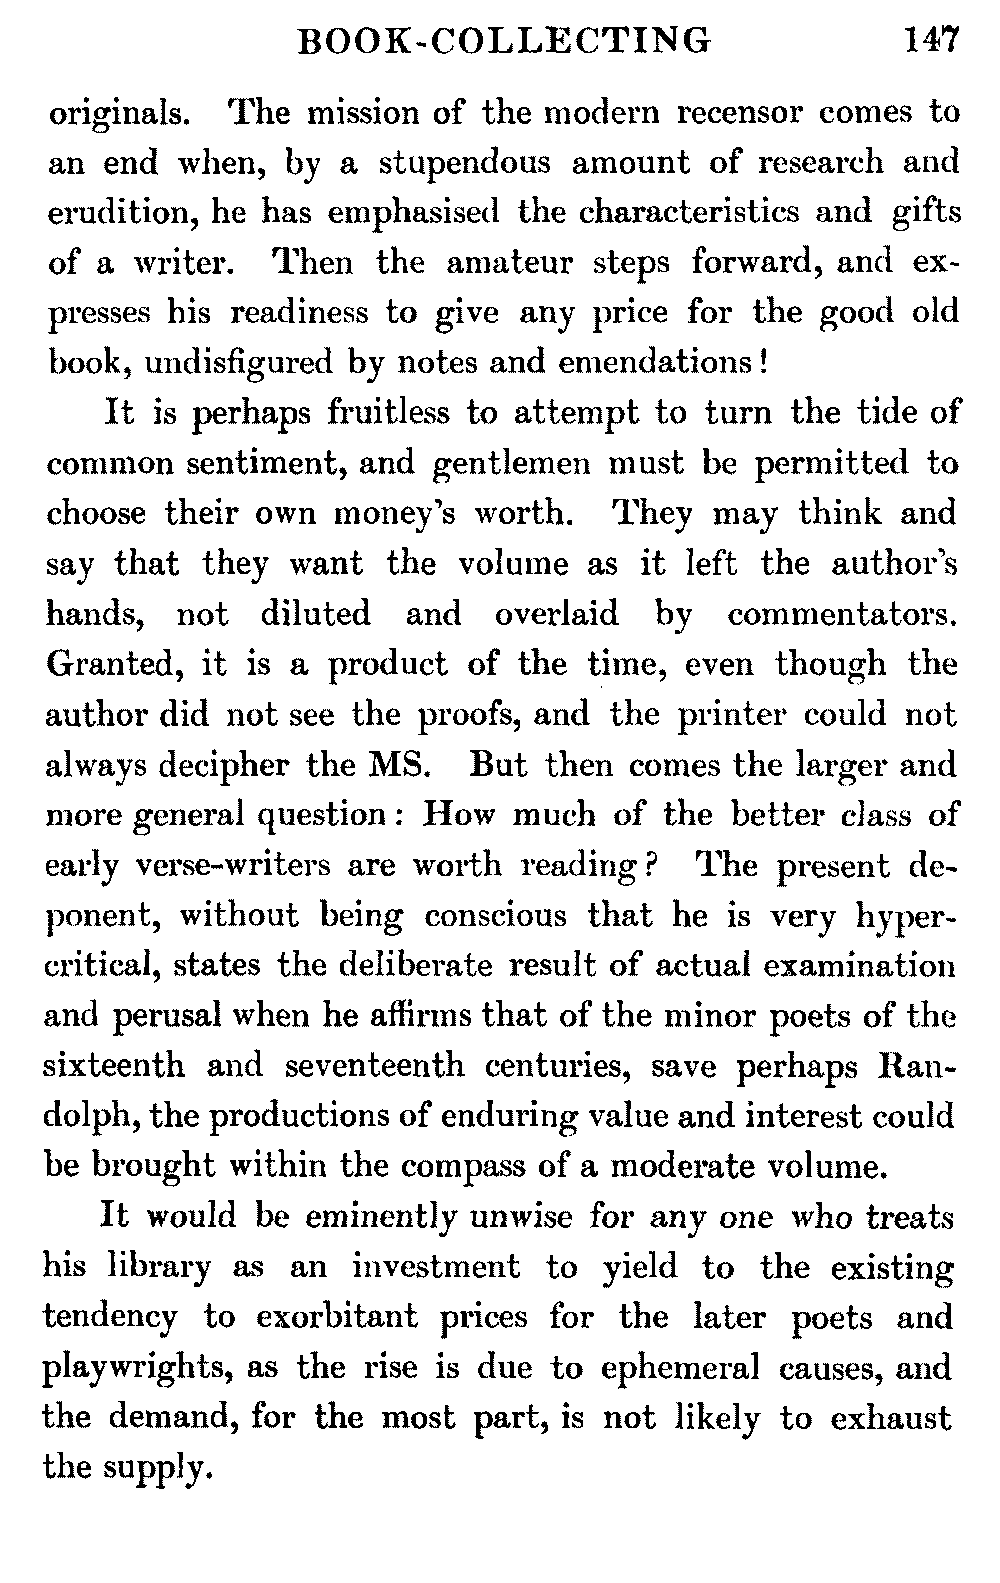 BOOK-COLLECTING 147
originals. The mission of the modern recensor comes to
an end when, by a stupendous amount of research and
erudition, he has emphasised the characteristics and gifts
of a writer. Then the amateur steps forward, and ex-
presses his readiness to give any price for the good old
book, undisfigured by notes and emendations!
It is perhaps fruitless to attempt to turn the tide of
common sentiment, and gentlemen must be permitted to
choose their own money's worth. They may think and
say that they want the volume as it left the author's
hands, not diluted and overlaid by commentators.
Granted, it is a product of the time, even though the
author did not see the proofs, and the printer could not
always decipher the MS. But then comes the larger and
more general question: How much of the better class of
early verse-writers are worth reading? The present de-
ponent, without being conscious that he is very hyper-
critical, states the deliberate result of actual examination
and perusal when he affirms that of the minor poets of the
sixteenth and seventeenth centuries, save perhaps Ran-
dolph, the productions of enduring value and interest could
be brought within the compass of a moderate volume.
It would be eminently unwise for any one who treats
his library as an investment to yield to the existing
tendency to exorbitant prices for the later poets and
playwrights, as the rise is due to ephemeral causes, and
the demand, for the most part, is not likely to exhaust
the supply.